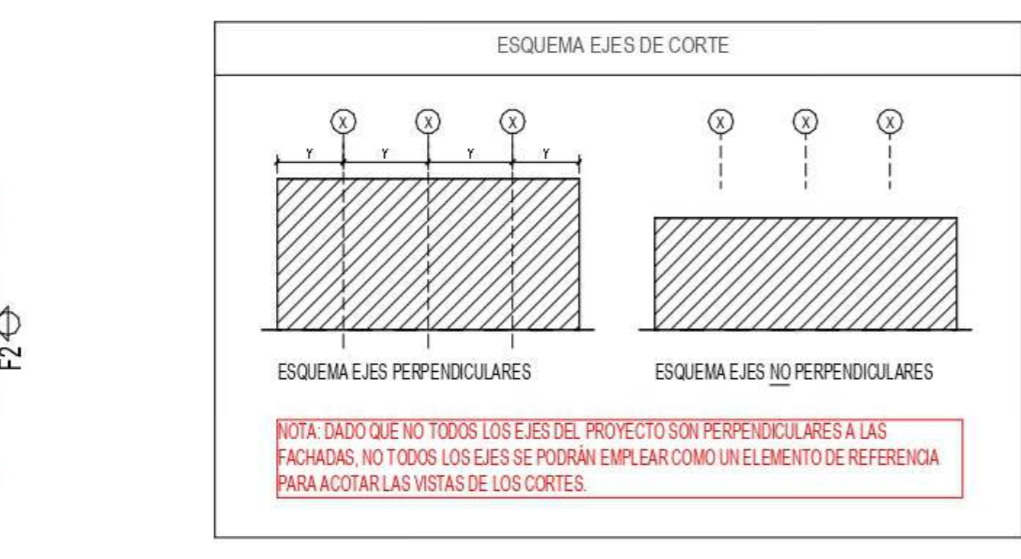 ESQUEMA EJES DE CORTE
X X X
Y Y Y Y
X X X
F2
ESQUEMA EJES PERPENDICULARES
ESQUEMA EJES NO PERPENDICULARES
NOTA: DADO QUE NO TODOS LOS EJES DEL PROYECTO SON PERPENDICULARES A LAS
FACHADAS, NO TODOS LOS EJES SE PODRÁN EMPLEAR COMO UN ELEMENTO DE REFERENCIA
PARA ACOTAR LAS VISTAS DE LOS CORTES.